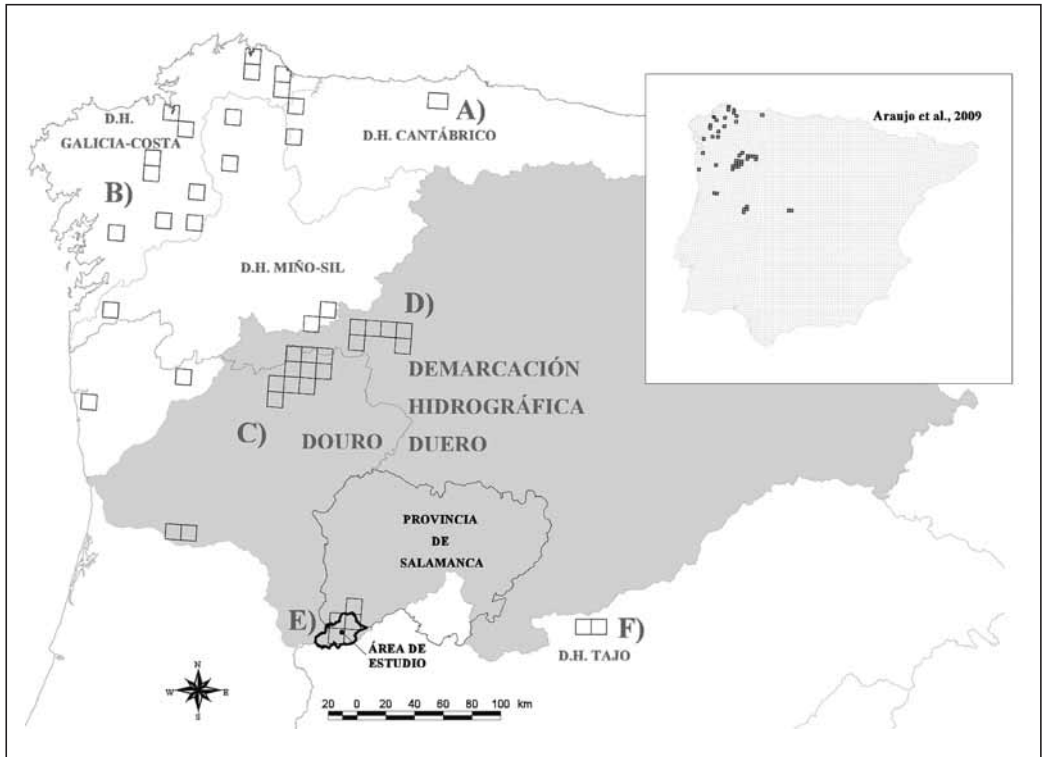 A)
D.H. CANTÁBRICO
D.H.
GALICIA-COSTA
B)
Araujo et al., 2009
D.H. MIÑO-SIL
D)
DEMARCACIÓN
HIDROGRÁFICA
DUERO
C)
DOURO
PROVINCIA
DE
SALAMANCA
E)
ÁREA DE
ESTUDIO
F)
D.H. TAJO
N
W
E
S
20 0 20 40 60 80 100 km